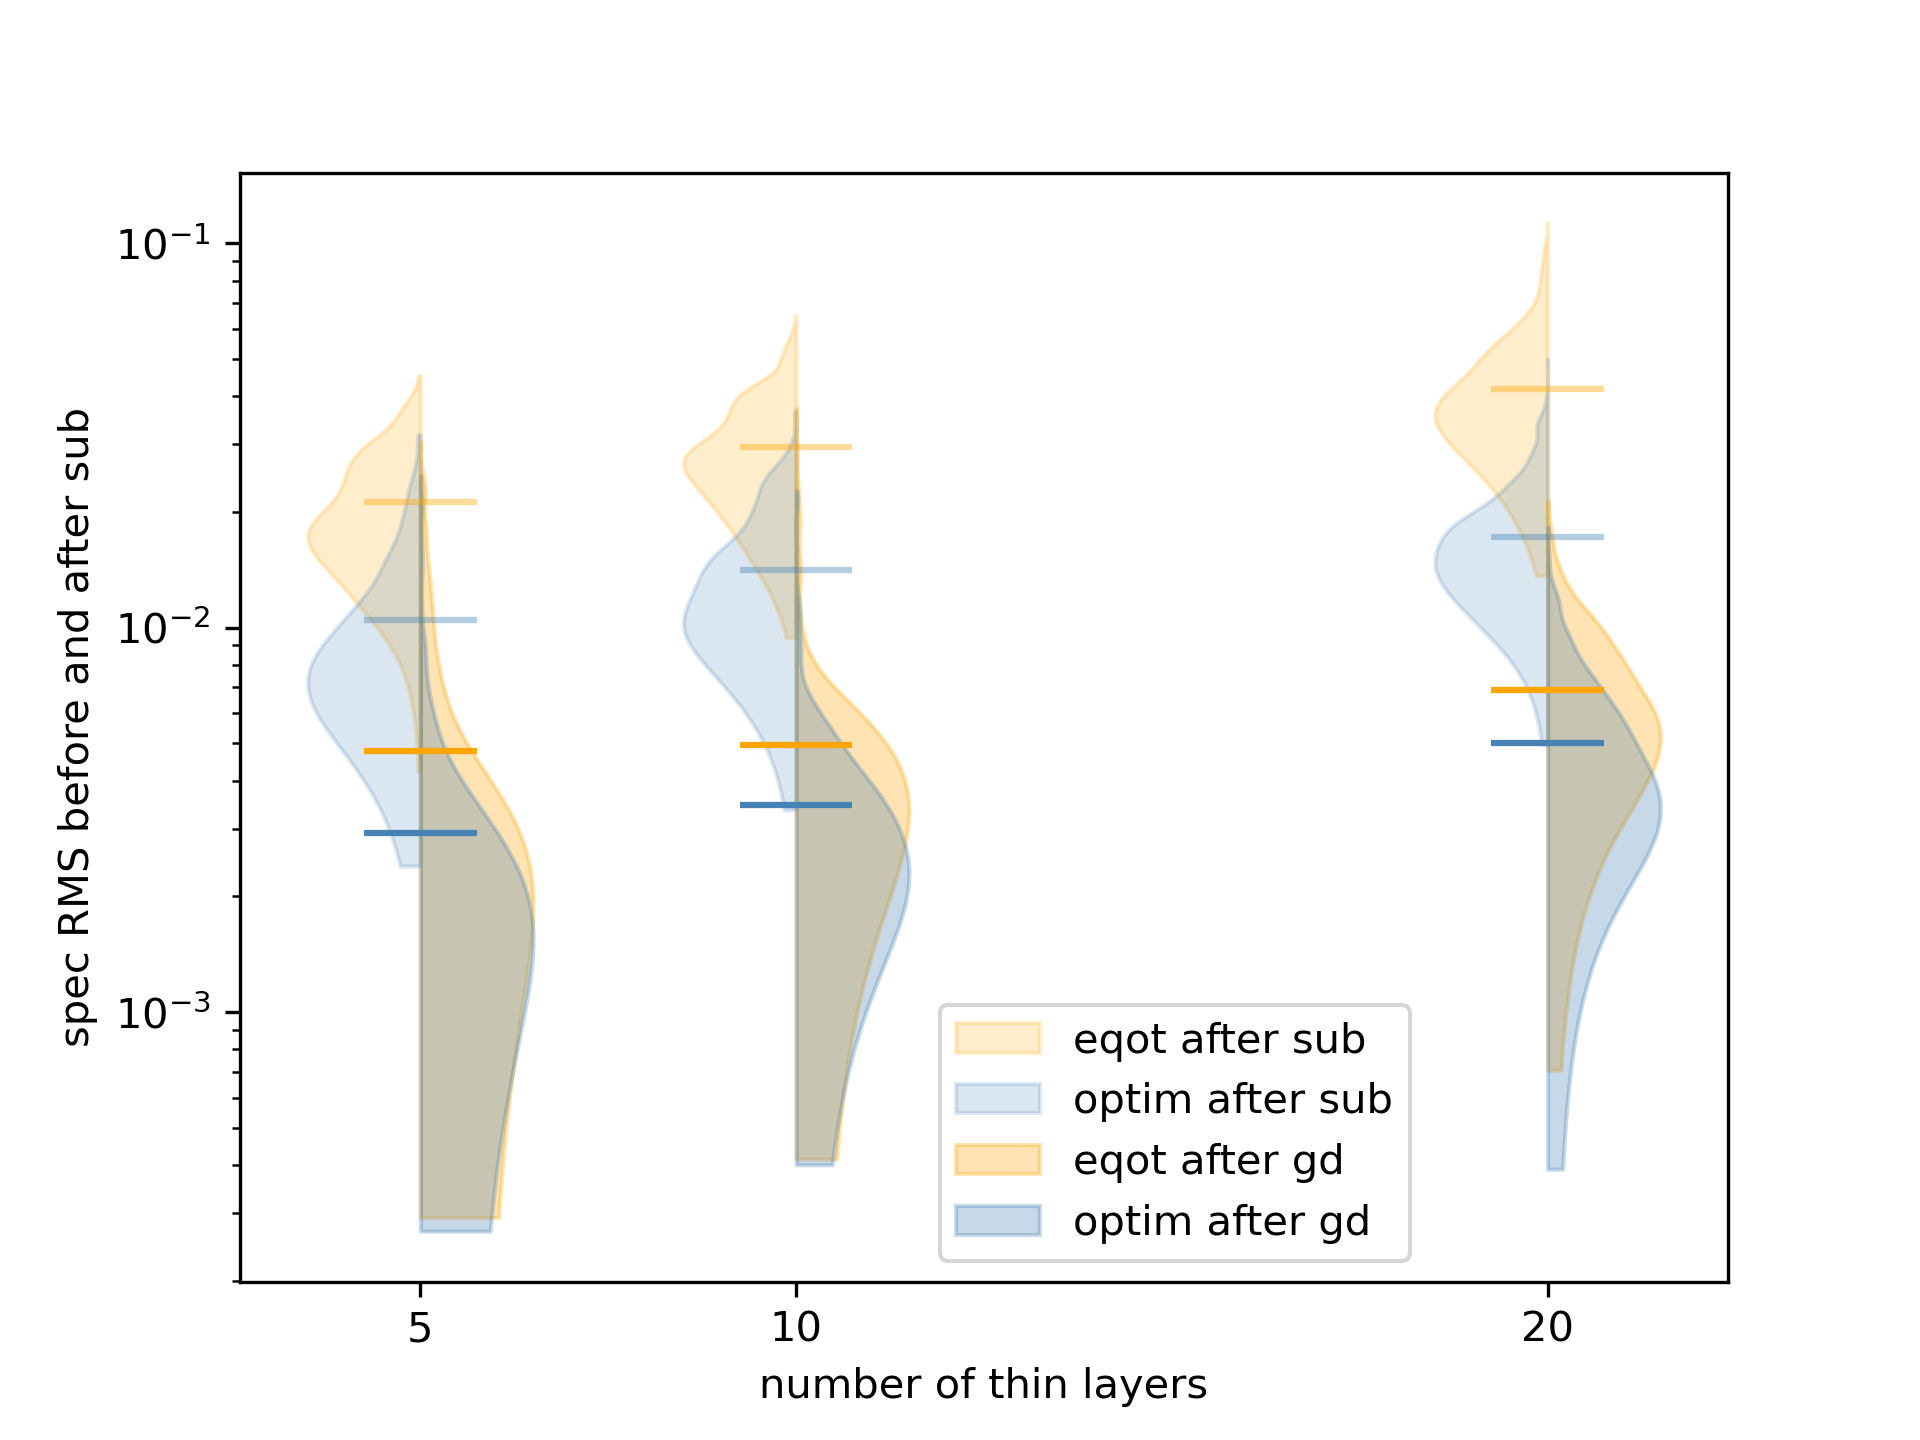 spec RMS before and after sub
10⁻¹
10⁻²
10⁻³
eqot after sub
optim after sub
eqot after gd
optim after gd
5 10 20
number of thin layers